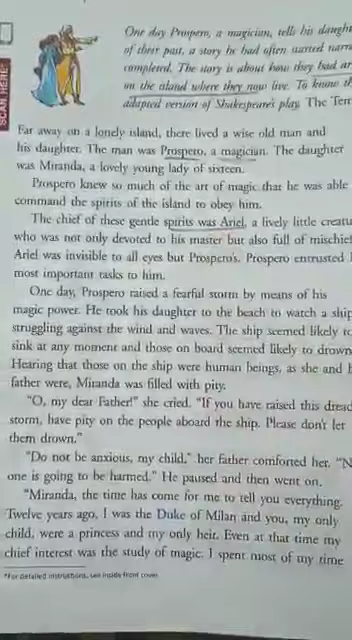 SCAN HERE
One day Prospero, a magician, tells his
of their past, a story he had often started
completed. The story is about how they had
on the island where they now live. To know
adapted version of Shakespeare's play, The
Far away on a lonely island, there lived a wise old man and
his daughter. The man was Prospero, a magician. The daughter
was Miranda, a lovely young lady of sixteen.
Prospero knew so much of the art of magic that he was able
command the spirits of the island to obey him.
The chief of these gentle spirits was Ariel, a lively little
who was not only devoted to his master but also full of mischief
Ariel was invisible to all eyes but Prospero's. Prospero entrusted
most important tasks to him.
One day, Prospero raised a fearful storm by means of his
magic power. He took his daughter to the beach to watch a ship
struggling against the wind and waves. The ship seemed likely to
sink at any moment and those on board seemed likely to drown
Hearing that those on the ship were human beings, as she and
father were, Miranda was filled with pity.
"O, my dear Father!" she cried. "If you have raised this
storm, have pity on the people aboard the ship. Please don't let
them drown."
"Do not be anxious, my child," her father comforted her.
one is going to be harmed." He paused and then went on.
"Miranda, the time has come for me to tell you everything.
Twelve years ago, I was the Duke of Milan and you, my only
child, were a princess and my only heir. Even at that time my
chief interest was the study of magic. I spent most of my time
*For detailed instructions, see inside front cover